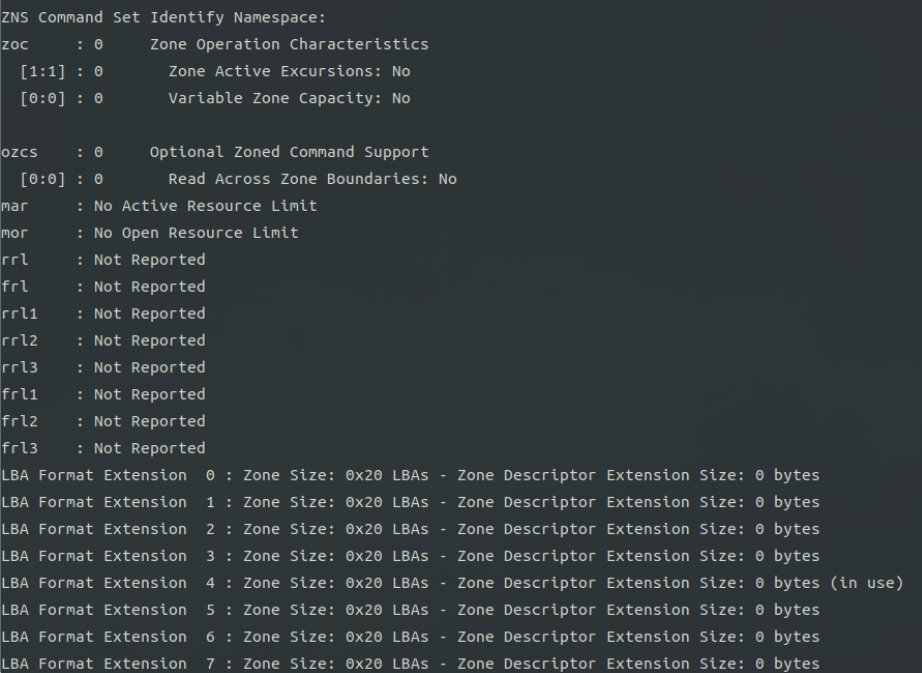 ZNS Command Set Identify Namespace:
zoc     : 0     Zone Operation Characteristics
  [1:1] : 0       Zone Active Excursions: No
  [0:0] : 0       Variable Zone Capacity: No

ozcs    : 0     Optional Zoned Command Support
  [0:0] : 0       Read Across Zone Boundaries: No
mar     : No Active Resource Limit
mor     : No Open Resource Limit
rrl     : Not Reported
frl     : Not Reported
rrl1    : Not Reported
rrl2    : Not Reported
rrl3    : Not Reported
frl1    : Not Reported
frl2    : Not Reported
frl3    : Not Reported
LBA Format Extension  0 : Zone Size: 0x20 LBAs - Zone Descriptor Extension Size: 0 bytes
LBA Format Extension  1 : Zone Size: 0x20 LBAs - Zone Descriptor Extension Size: 0 bytes
LBA Format Extension  2 : Zone Size: 0x20 LBAs - Zone Descriptor Extension Size: 0 bytes
LBA Format Extension  3 : Zone Size: 0x20 LBAs - Zone Descriptor Extension Size: 0 bytes
LBA Format Extension  4 : Zone Size: 0x20 LBAs - Zone Descriptor Extension Size: 0 bytes (in use)
LBA Format Extension  5 : Zone Size: 0x20 LBAs - Zone Descriptor Extension Size: 0 bytes
LBA Format Extension  6 : Zone Size: 0x20 LBAs - Zone Descriptor Extension Size: 0 bytes
LBA Format Extension  7 : Zone Size: 0x20 LBAs - Zone Descriptor Extension Size: 0 bytes